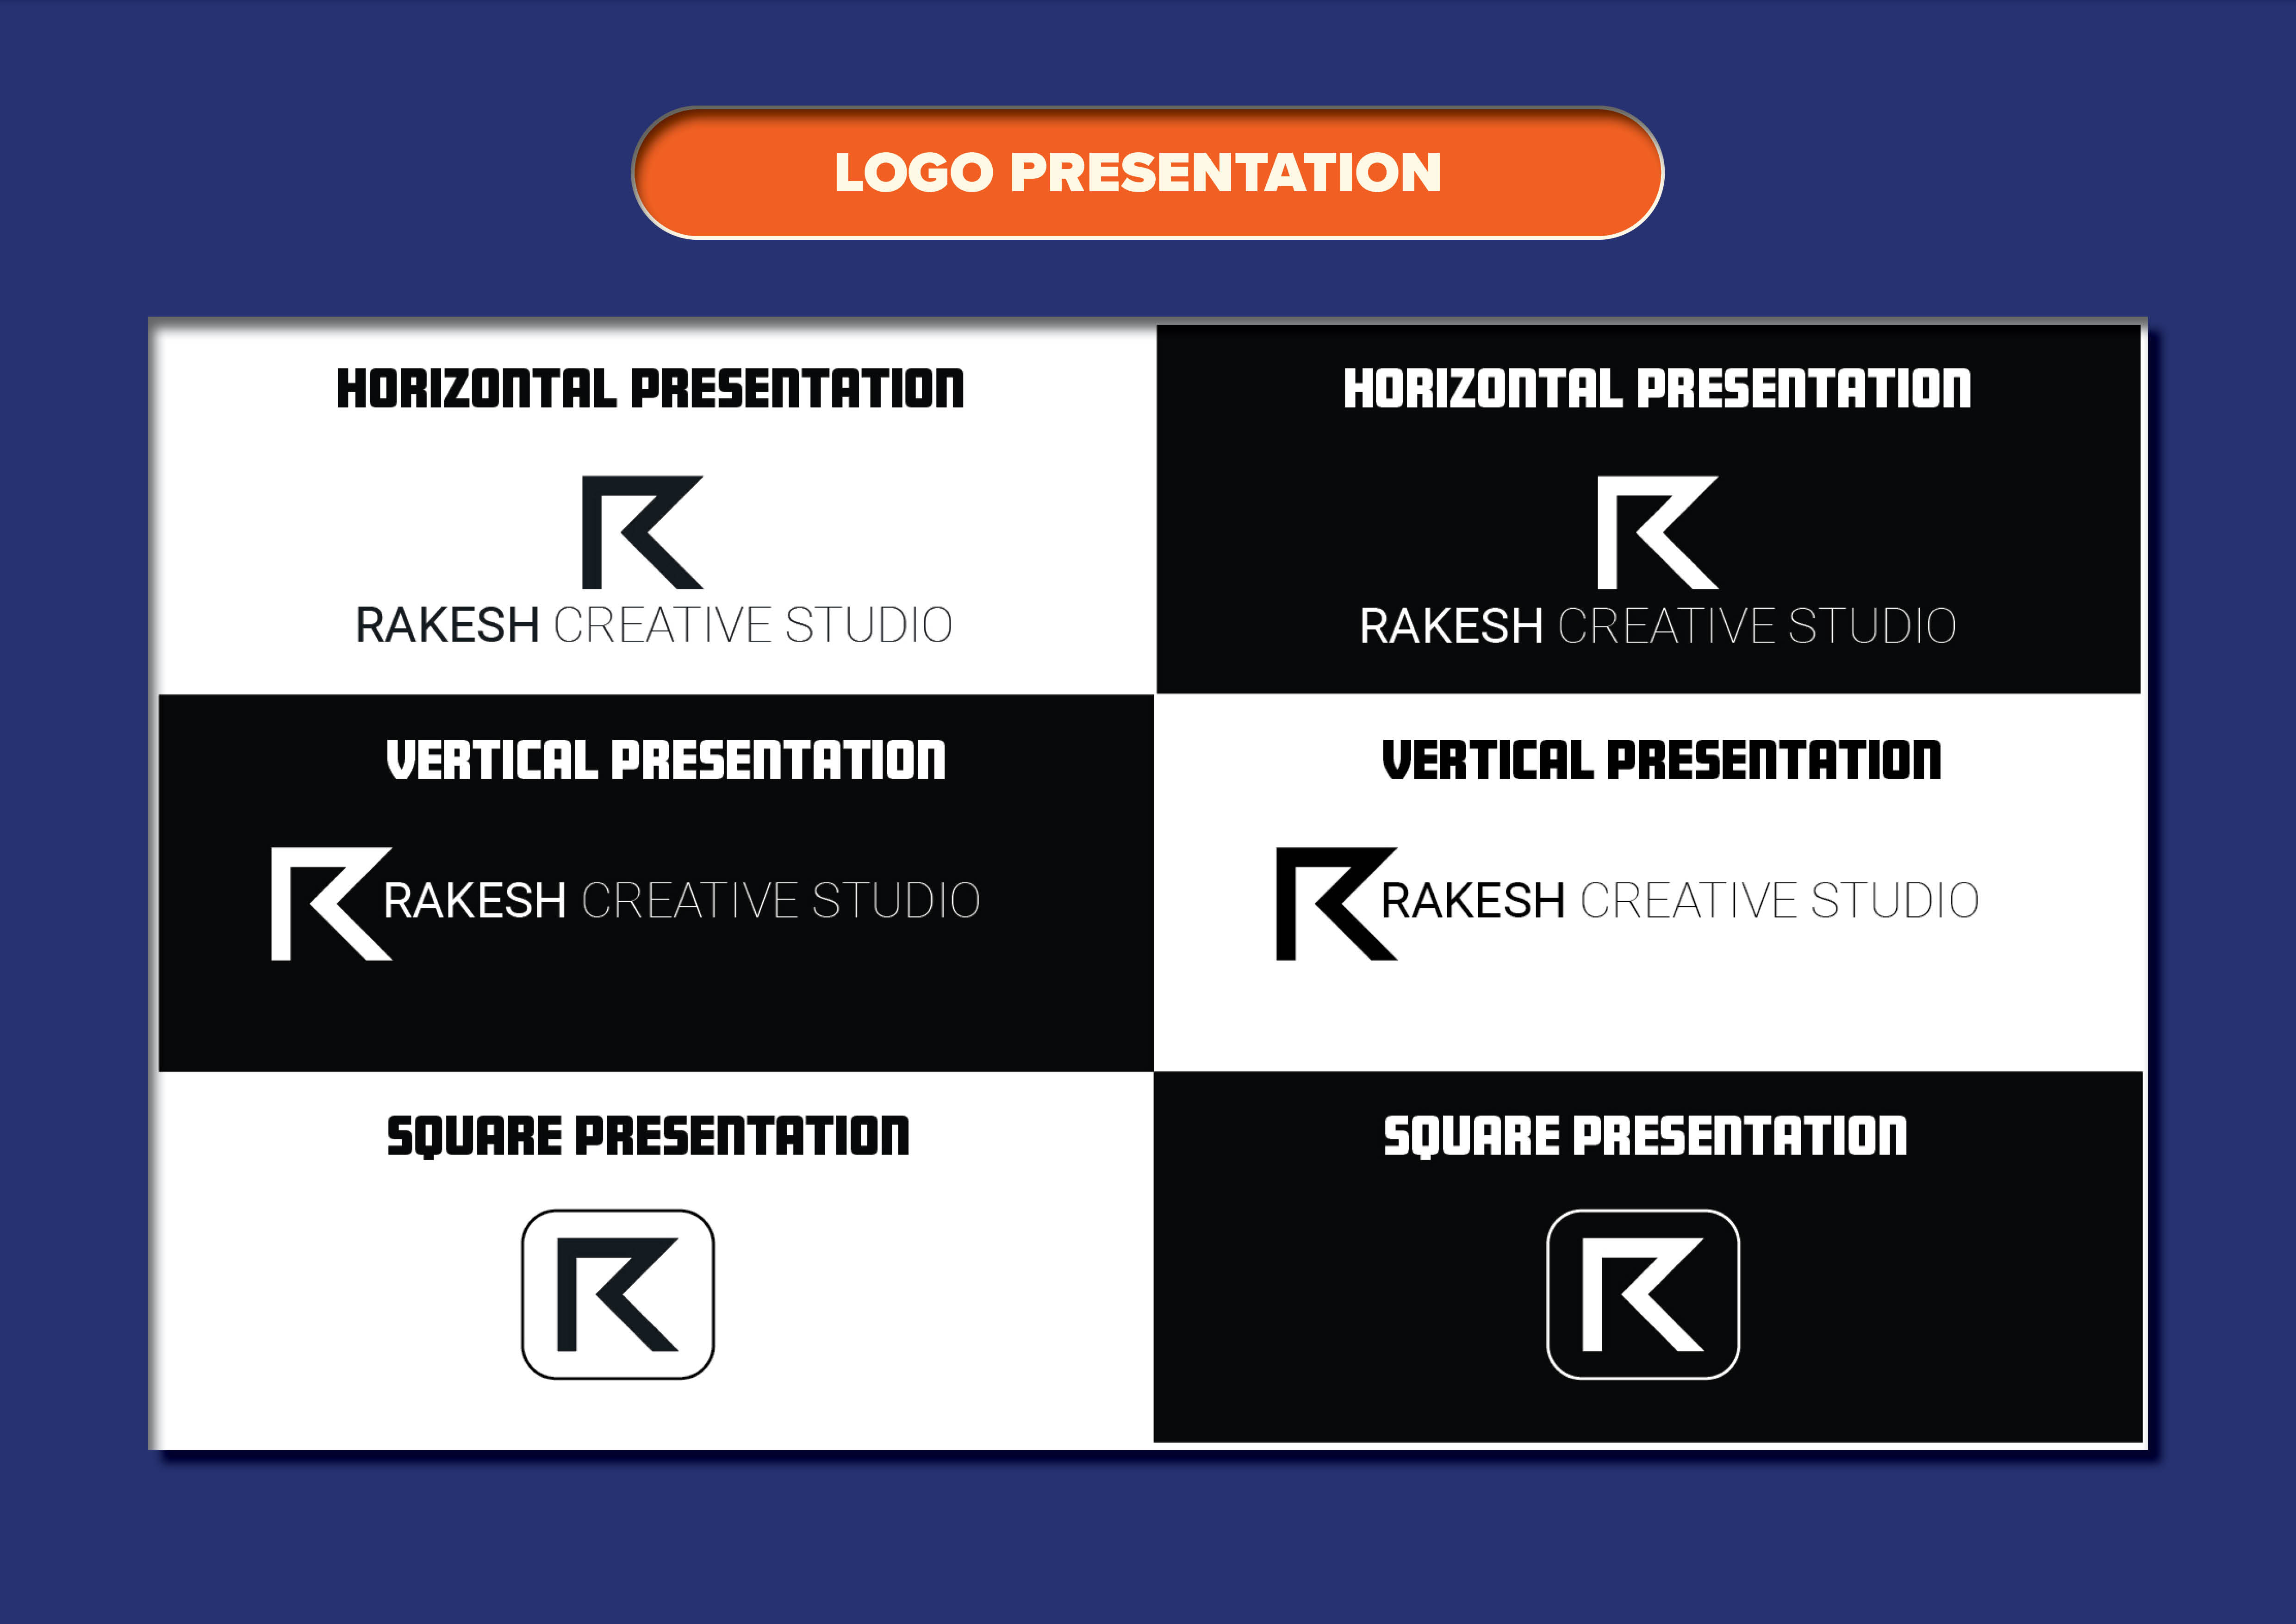 LOGO PRESENTATION
HORIZONTAL PRESENTATION
R
RAKESH CREATIVE STUDIO
HORIZONTAL PRESENTATION
R
RAKESH CREATIVE STUDIO
VERTICAL PRESENTATION
R RAKESH CREATIVE STUDIO
VERTICAL PRESENTATION
R RAKESH CREATIVE STUDIO
SQUARE PRESENTATION
R
SQUARE PRESENTATION
R